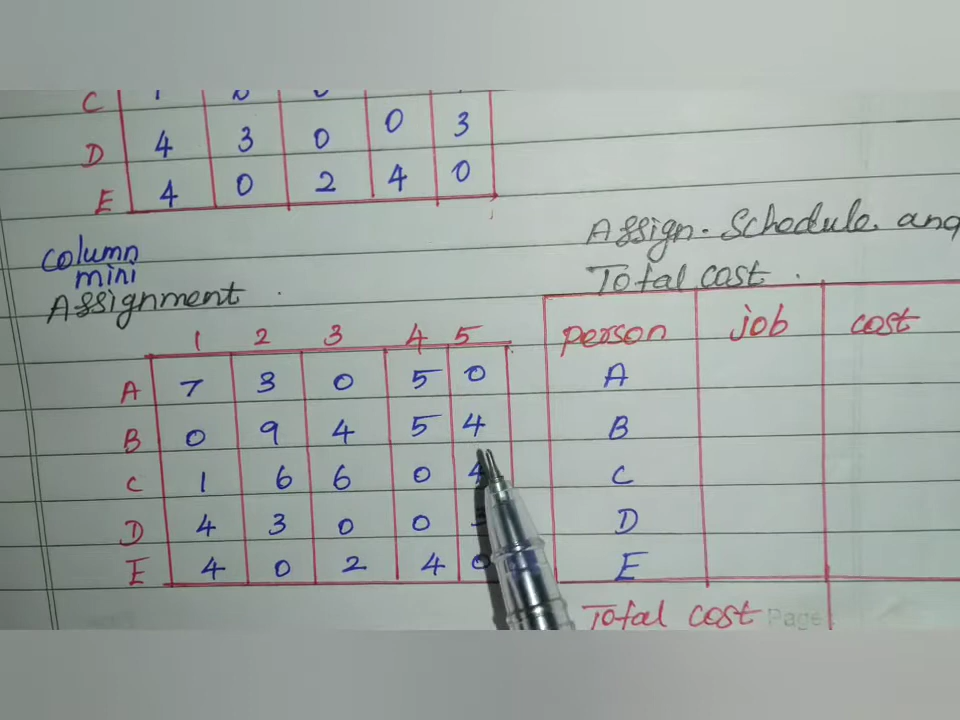 C
D 4 3 0 0 3
E 4 0 2 4 0
column
mini
Assignment.
1 2 3 4 5
A 7 3 0 5 0
B 0 9 4 5 4
C 1 6 6 0 4
D 4 3 0 0 3
E 4 0 2 4 0
Assign. Schedule. and
Total cost.
person job cost
A
B
C
D
E
Total cost
Page